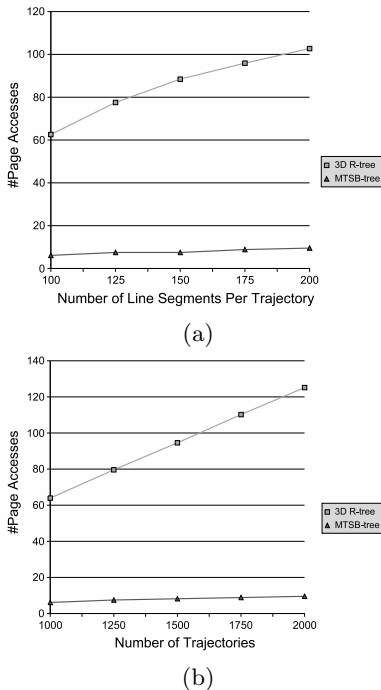 120
100
80
60
40
20
0
#Page Accesses
100 125 150 175 200
Number of Line Segments Per Trajectory
3D R-tree
MTSB-tree
(a)
140
120
100
80
60
40
20
0
#Page Accesses
1000 1250 1500 1750 2000
Number of Trajectories
3D R-tree
MTSB-tree
(b)